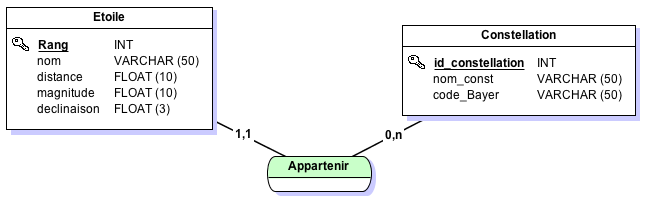 Etoile
Rang INT
nom VARCHAR (50)
distance FLOAT (10)
magnitude FLOAT (10)
declinaison FLOAT (3)
Constellation
id_constellation INT
nom_const VARCHAR (50)
code_Bayer VARCHAR (50)
1,1
0,n
Appartenir